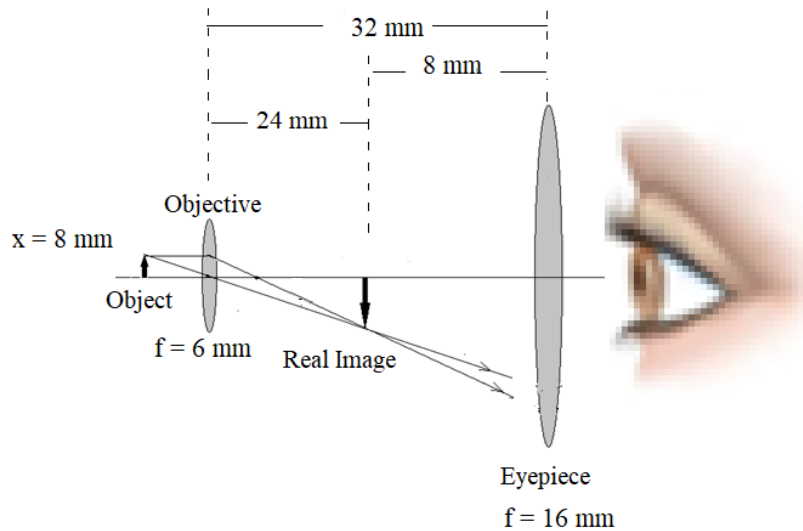 32 mm
8 mm
24 mm
Objective
x = 8 mm
Object
f = 6 mm
Real Image
Eyepiece
f = 16 mm